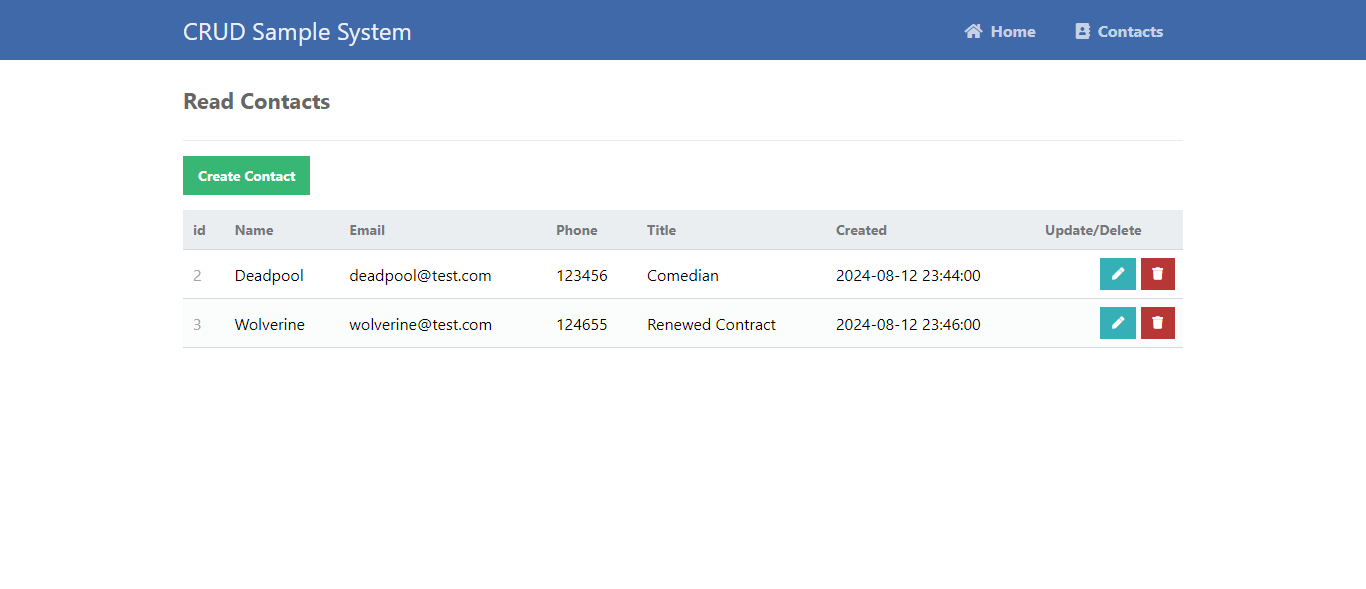 CRUD Sample System Home Contacts
Read Contacts
Create Contact
id Name Email Phone Title Created Update/Delete
2 Deadpool deadpool@test.com 123456 Comedian 2024-08-12 23:44:00
3 Wolverine wolverine@test.com 124655 Renewed Contract 2024-08-12 23:46:00